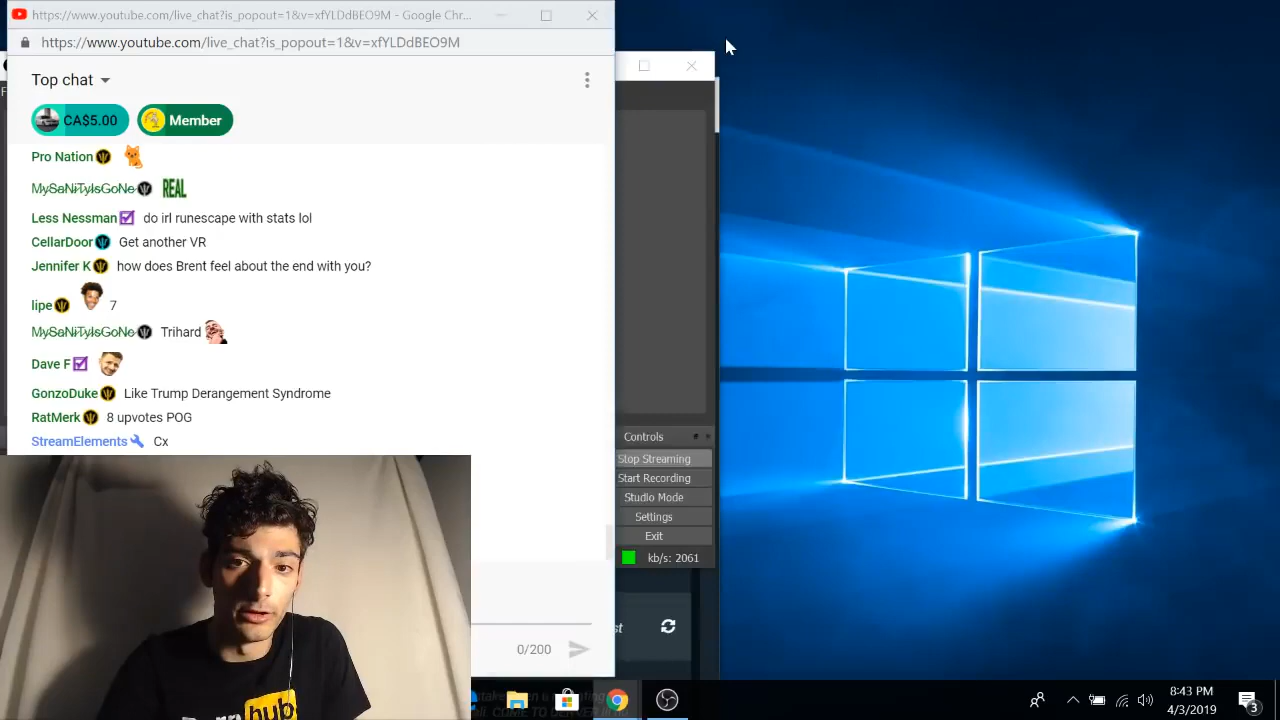 https://www.youtube.com/live_chat?is_popout=1&v=xfYLDdBEO9M - Google Chr...
https://www.youtube.com/live_chat?is_popout=1&v=xfYLDdBEO9M
Top chat
CA$5.00 Member
Pro Nation
MySaNiTyIsGoNe REAL
Less Nessman do irl runescape with stats lol
CellarDoor Get another VR
Jennifer K how does Brent feel about the end with you?
lipe 7
MySaNiTyIsGoNe Trihard
Dave F
GonzoDuke Like Trump Derangement Syndrome
RatMerk 8 upvotes POG
StreamElements Cx
0/200
Controls
Stop Streaming
Start Recording
Studio Mode
Settings
Exit
kb/s: 2061
hub
8:43 PM
4/3/2019
3